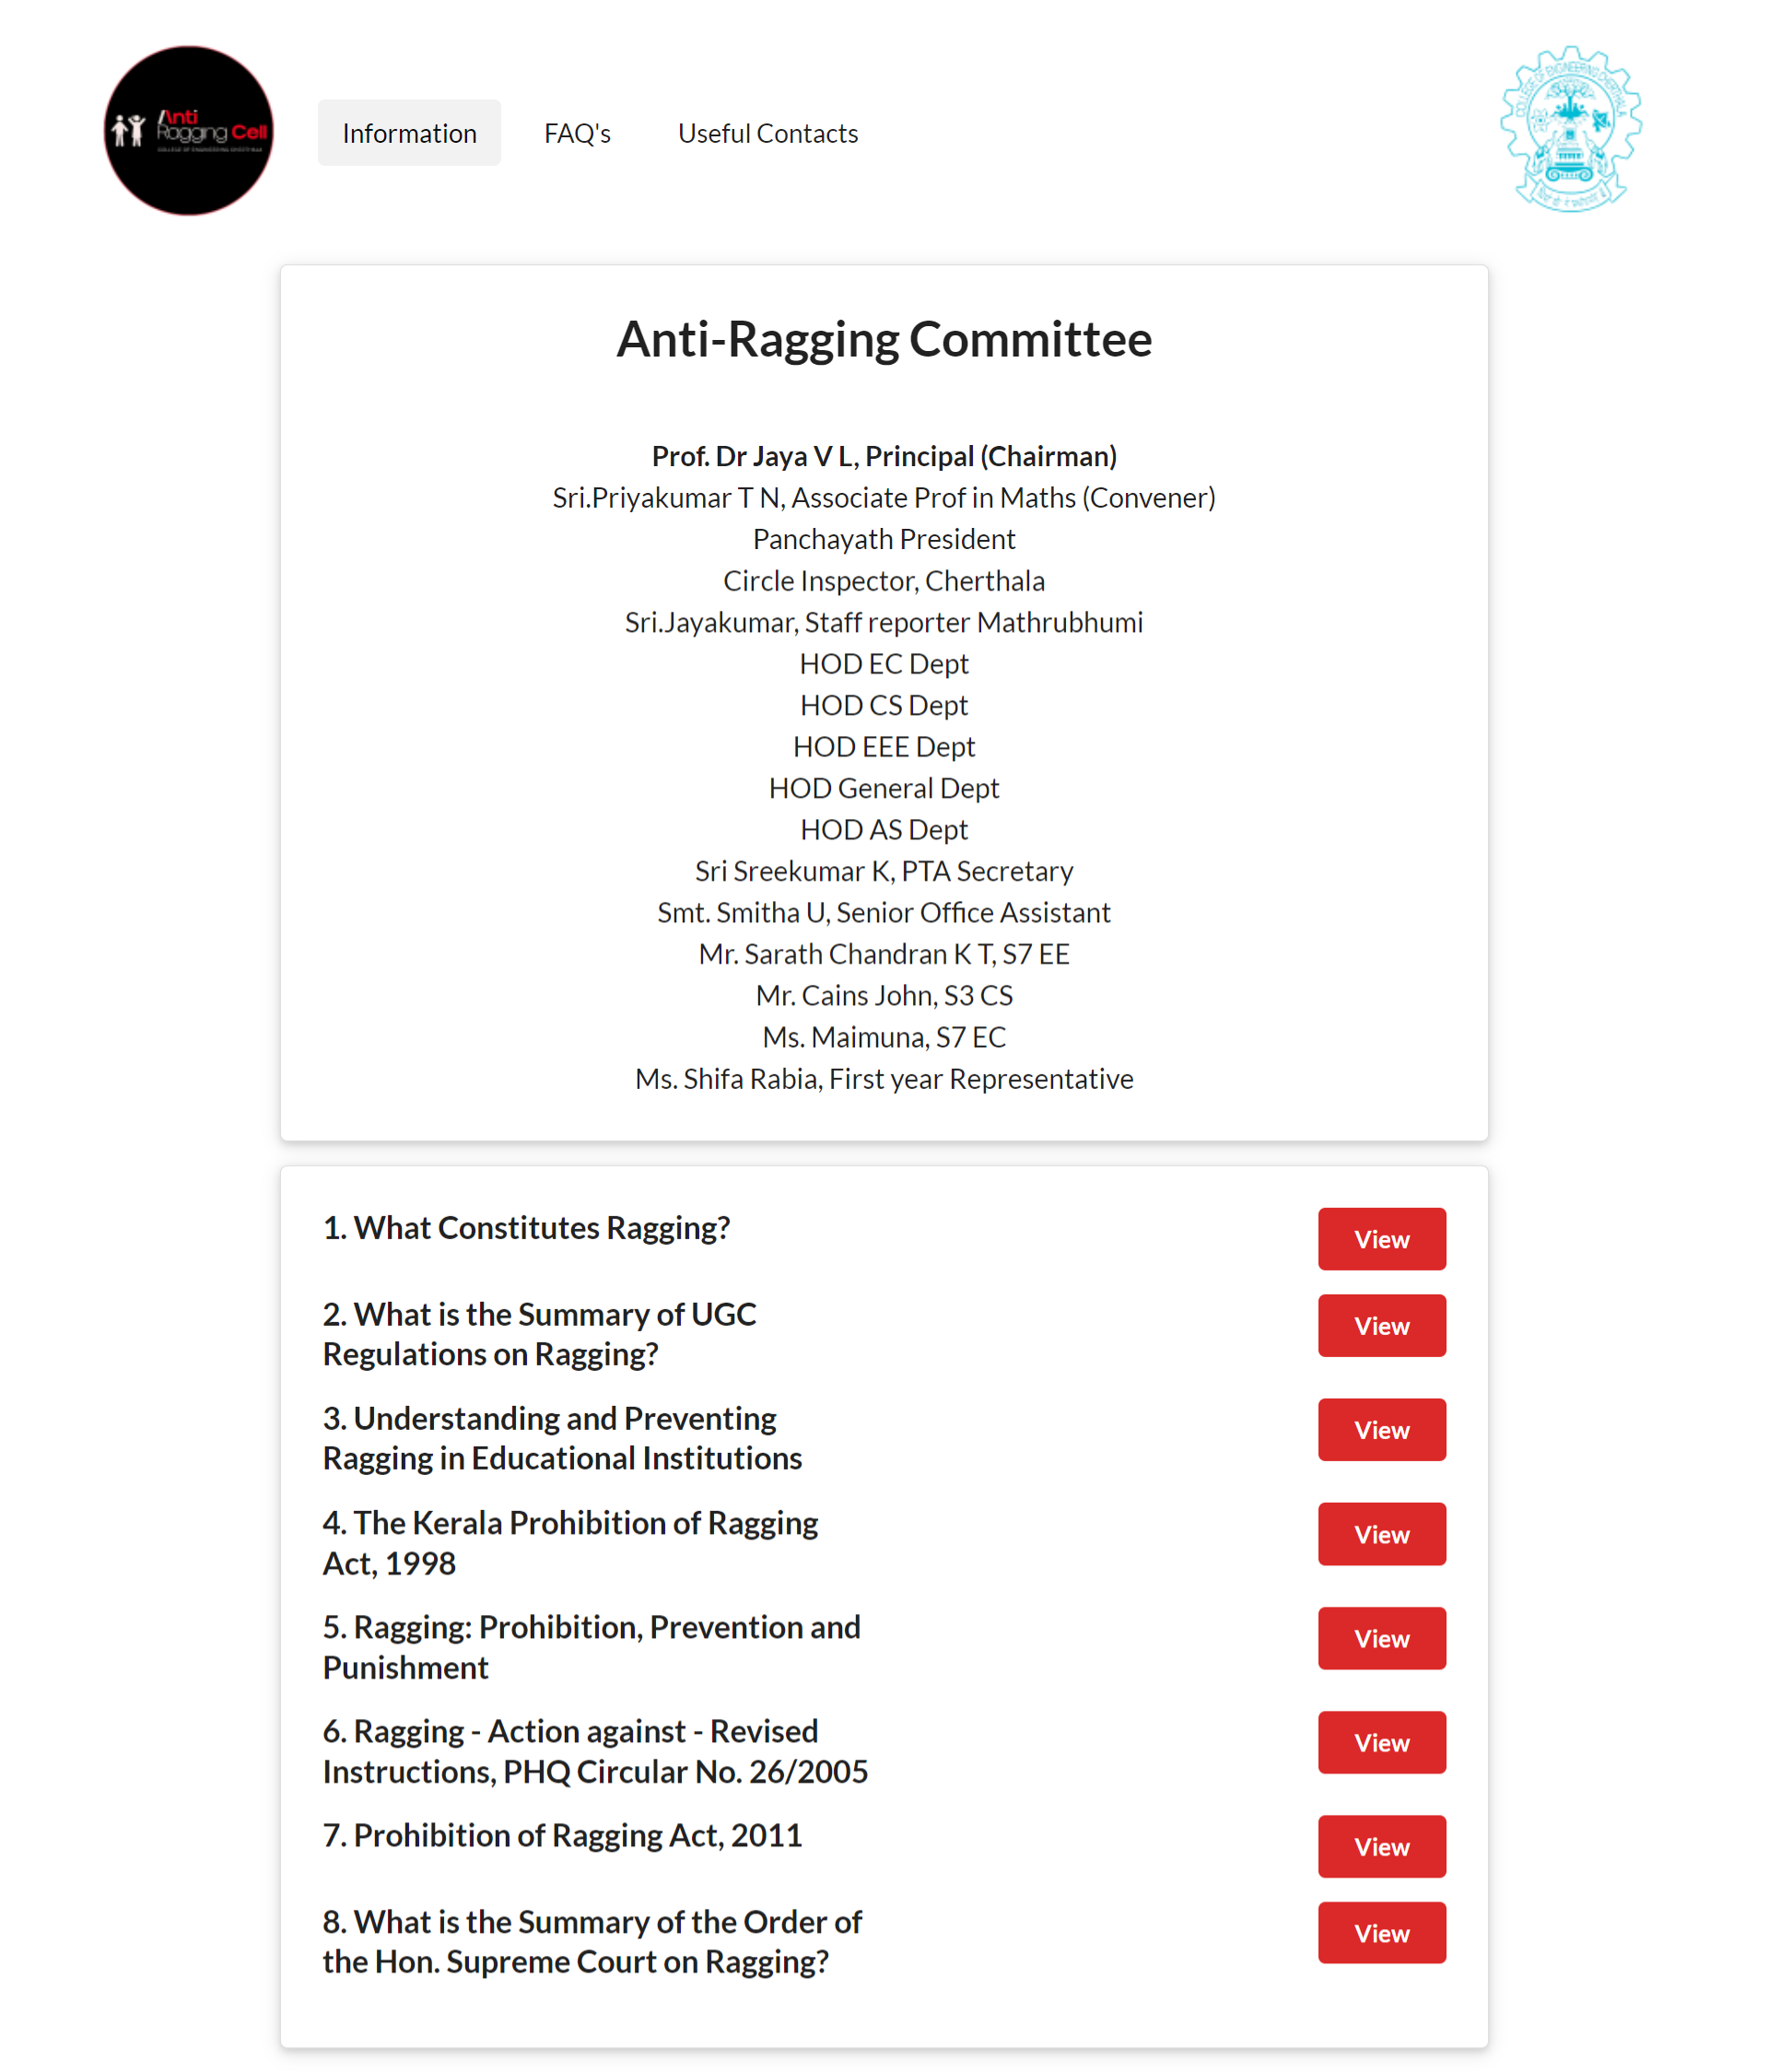 Anti
Ragging Cell
COLLEGE OF ENGINEERING CHERTHALA
Information
FAQ's
Useful Contacts
COLLEGE OF ENGINEERING CHERTHALA
Anti-Ragging Committee
Prof. Dr Jaya V L, Principal (Chairman)
Sri.Priyakumar T N, Associate Prof in Maths (Convener)
Panchayath President
Circle Inspector, Cherthala
Sri.Jayakumar, Staff reporter Mathrubhumi
HOD EC Dept
HOD CS Dept
HOD EEE Dept
HOD General Dept
HOD AS Dept
Sri Sreekumar K, PTA Secretary
Smt. Smitha U, Senior Office Assistant
Mr. Sarath Chandran K T, S7 EE
Mr. Cains John, S3 CS
Ms. Maimuna, S7 EC
Ms. Shifa Rabia, First year Representative
1. What Constitutes Ragging?
View
2. What is the Summary of UGC
Regulations on Ragging?
View
3. Understanding and Preventing
Ragging in Educational Institutions
View
4. The Kerala Prohibition of Ragging
Act, 1998
View
5. Ragging: Prohibition, Prevention and
Punishment
View
6. Ragging - Action against - Revised
Instructions, PHQ Circular No. 26/2005
View
7. Prohibition of Ragging Act, 2011
View
8. What is the Summary of the Order of
the Hon. Supreme Court on Ragging?
View